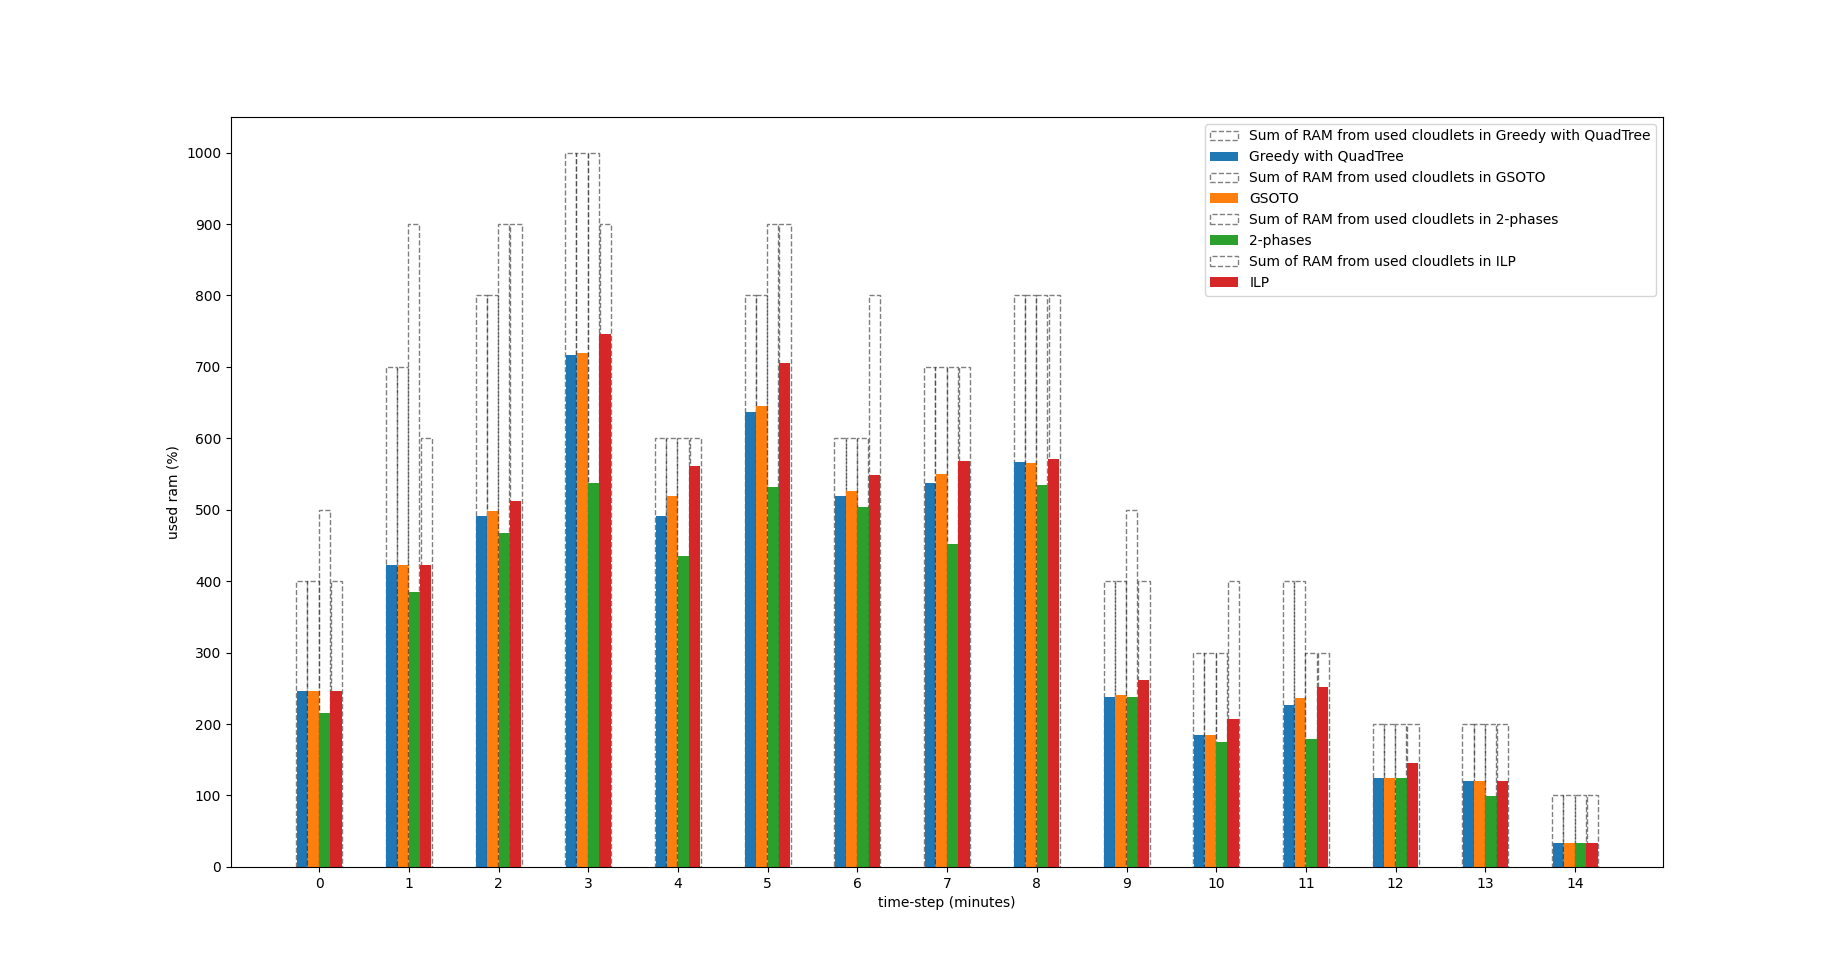 1000
900
800
700
600
500
400
300
200
100
0
used ram (%)
0 1 2 3 4 5 6 7 8 9 10 11 12 13 14
time-step (minutes)
Sum of RAM from used cloudlets in Greedy with QuadTree
Greedy with QuadTree
Sum of RAM from used cloudlets in GSOTO
GSOTO
Sum of RAM from used cloudlets in 2-phases
2-phases
Sum of RAM from used cloudlets in ILP
ILP